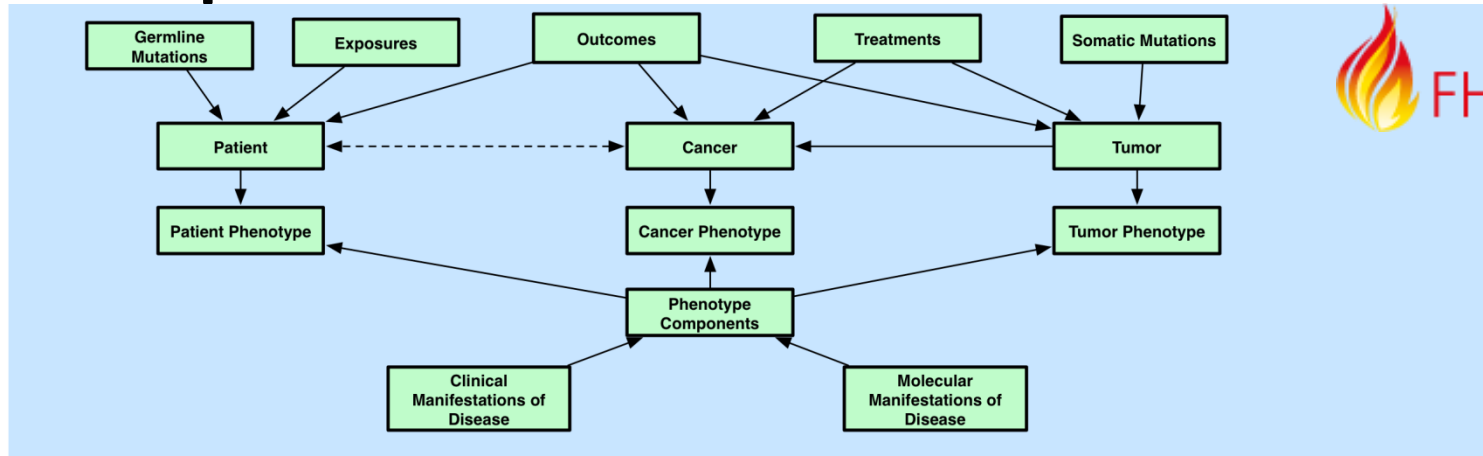 Germline
Mutations
Exposures
Outcomes
Treatments
Somatic Mutations
FH
Patient
Cancer
Tumor
Patient Phenotype
Cancer Phenotype
Tumor Phenotype
Phenotype
Components
Clinical
Manifestations of
Disease
Molecular
Manifestations of
Disease